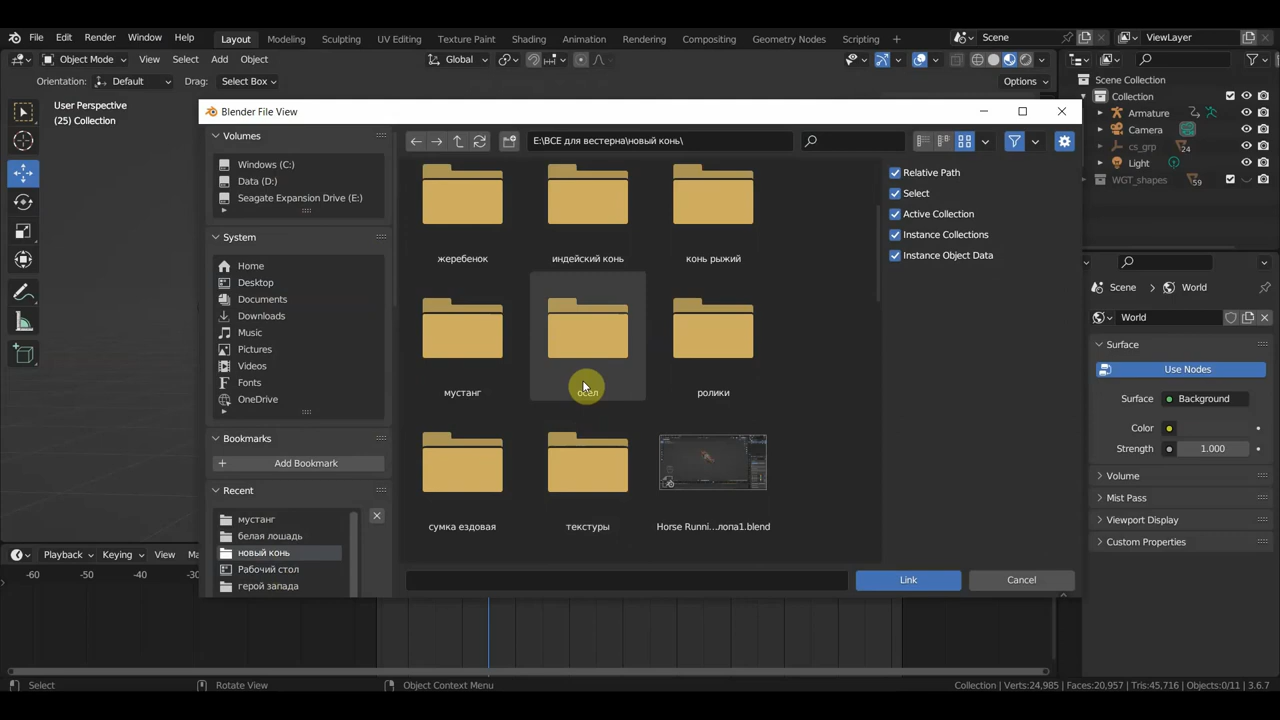 File Edit Render Window Help Layout Modeling Sculpting UV Editing Texture Paint Shading Animation Rendering Compositing Geometry Nodes Scripting Scene ViewLayer
Object Mode View Select Add Object Global
Orientation: Default Drag: Select Box Options
User Perspective
(25) Collection
Scene Collection
Collection
Armature
Camera
cs_grp 24
Light
WGT_shapes 59
Blender File View
Volumes
Windows (C:)
Data (D:)
Seagate Expansion Drive (E:)
System
Home
Desktop
Documents
Downloads
Music
Pictures
Videos
Fonts
OneDrive
Bookmarks
Add Bookmark
Recent
мустанг
белая лошадь
новый конь
Рабочий стол
герой запада
E:\ВСЕ для вестерна\новый конь\
жеребенок индейский конь конь рыжий
мустанг осел ролики
сумка ездовая текстуры Horse Runni...лопа1.blend
Relative Path
Select
Active Collection
Instance Collections
Instance Object Data
Link Cancel
Scene World
World
Surface
Use Nodes
Surface Background
Color
Strength 1.000
Volume
Mist Pass
Viewport Display
Custom Properties
Playback Keying View Ma
-60 -50 -40 -30
Select Rotate View Object Context Menu Collection | Verts:24,985 | Faces:20,957 | Tris:45,716 | Objects:0/11 | 3.6.7